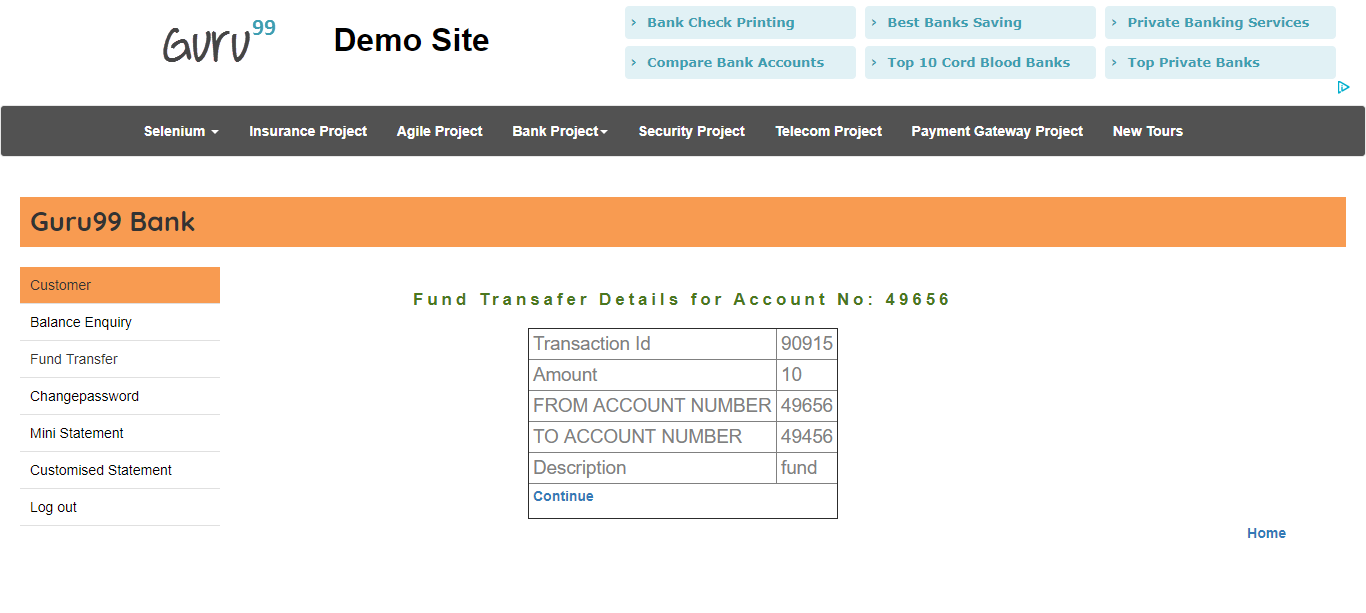 Guru99 Demo Site
› Bank Check Printing › Best Banks Saving › Private Banking Services
› Compare Bank Accounts › Top 10 Cord Blood Banks › Top Private Banks
Selenium Insurance Project Agile Project Bank Project Security Project Telecom Project Payment Gateway Project New Tours
Guru99 Bank
Customer
Balance Enquiry
Fund Transfer
Changepassword
Mini Statement
Customised Statement
Log out
Fund Transafer Details for Account No: 49656
Transaction Id 90915
Amount 10
FROM ACCOUNT NUMBER 49656
TO ACCOUNT NUMBER 49456
Description fund
Continue
Home